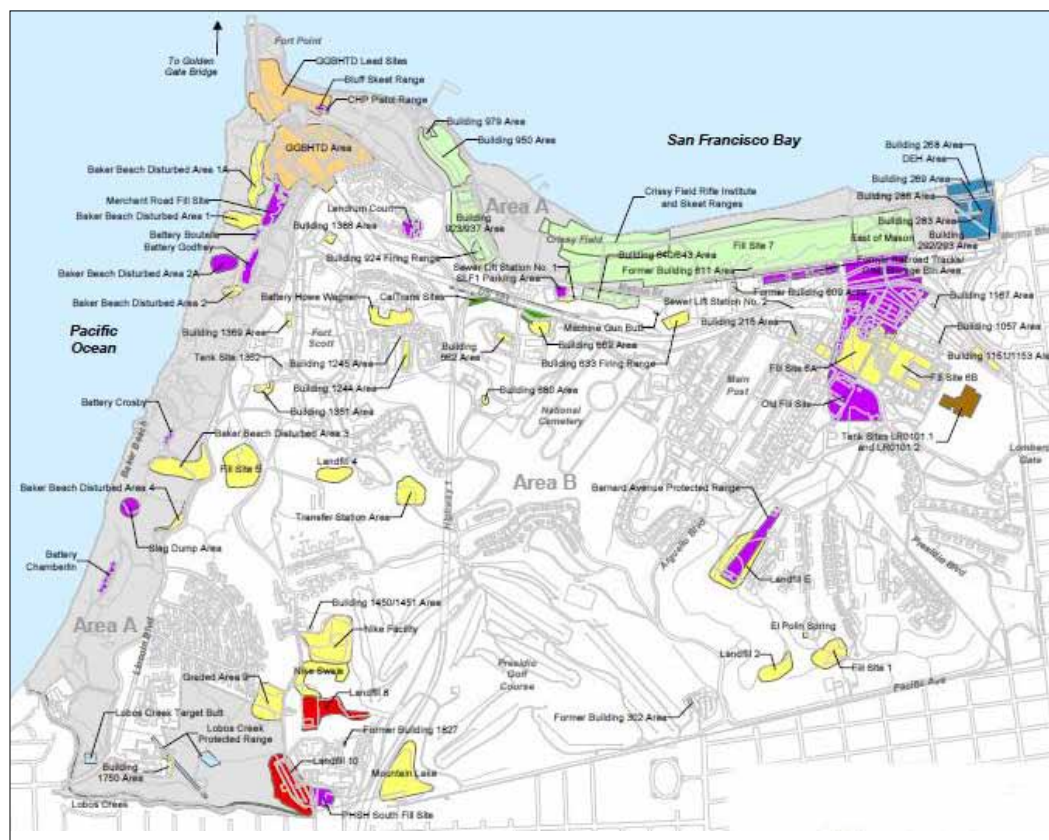 Fort Point
To Golden
Gate Bridge
GGBHTD Lead Sites
Bluff Skeet Range
CHP Pistol Range
Building 979 Area
Building 950 Area
San Francisco Bay
Building 268 Area
DEH Area
Building 269 Area
Building 283 Area
Building
292/293 Area
GGBHTD Area
Baker Beach Disturbed Area 1A
Merchant Road Fill Site
Baker Beach Disturbed Area 1
Battery Boutelle
Battery Godfrey
Baker Beach Disturbed Area 2A
Baker Beach Disturbed Area 2
Lendrum Court
Building 1388 Area
Building
923/937 Area
Building 924 Firing Range
Area A
Crissy Field
Crissy Field Rifle Institute
and Skeet Ranges
Building 640/643 Area
Fill Site 7
East of Mason
Former Building 611 Area
Sewer Lift Station No. 1
SLF1 Parking Area
Former Building 609 Area
Sewer Lift Station No. 2
Building 1167 Area
Building 1057 Area
Building 1151/1153 Area
Building 215 Area
Battery Howe Wagner
CalTrans Sites
Machine Gun Butt
Building 669 Area
Building 633 Firing Range
Building
662 Area
Building 680 Area
Pacific
Ocean
Building 1369 Area
Fort
Scott
Tank Site 1362
Building 1245 Area
Building 1244 Area
Building 1351 Area
Main
Post
Fill Site 6A
Fill Site 6B
Old Fill Site
Tank Sites LR0101.1
and LR0101.2
Lombard
Gate
National
Cemetery
Battery Crosby
Baker Beach
Baker Beach Disturbed Area 3
Fill Site 5
Landfill 4
Transfer Station Area
Highway 1
Area B
Baker Beach Disturbed Area 4
Slag Dump Area
Battery
Chamberlin
Barnard Avenue Protected Range
Arguello Blvd
Presidio Blvd
Landfill E
El Polin Spring
Landfill 2
Fill Site 1
Pacific Ave
Area A
Lincoln Blvd
Building 1450/1451 Area
Nike Facility
Nike Swale
Graded Area 9
Landfill 8
Presidio
Golf
Course
Former Building 302 Area
Former Building 1827
Lobos Creek Target Butt
Lobos Creek
Protected Range
Building
1750 Area
Landfill 10
Mountain Lake
Lobos Creek
PHSH South Fill Site